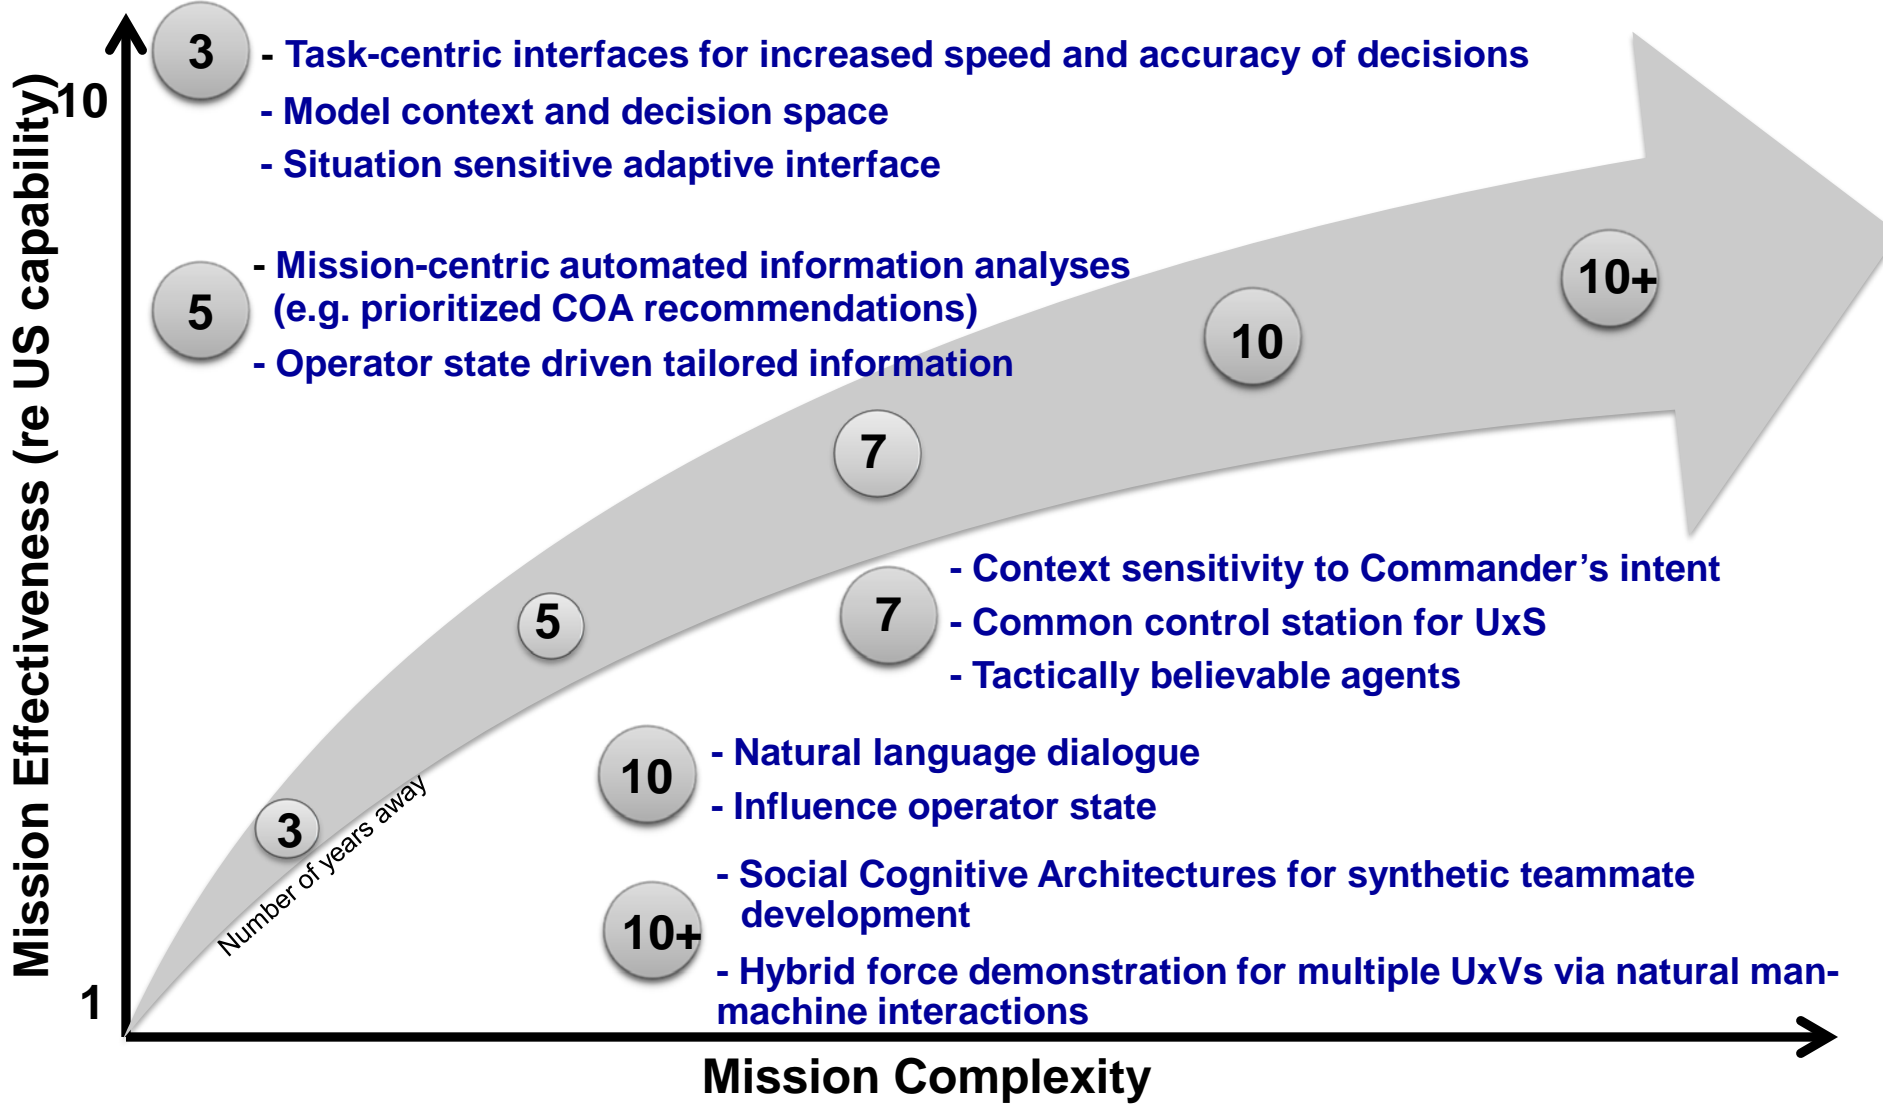 3
- Task-centric interfaces for increased speed and accuracy of decisions
- Model context and decision space
- Situation sensitive adaptive interface
10
Mission Effectiveness (re US capability)
1
5
- Mission-centric automated information analyses
(e.g. prioritized COA recommendations)
- Operator state driven tailored information
10+
10
7
5
3
Number of years away
7
- Context sensitivity to Commander’s intent
- Common control station for UxS
- Tactically believable agents
10
- Natural language dialogue
- Influence operator state
10+
- Social Cognitive Architectures for synthetic teammate
development
- Hybrid force demonstration for multiple UxVs via natural man-
machine interactions
Mission Complexity